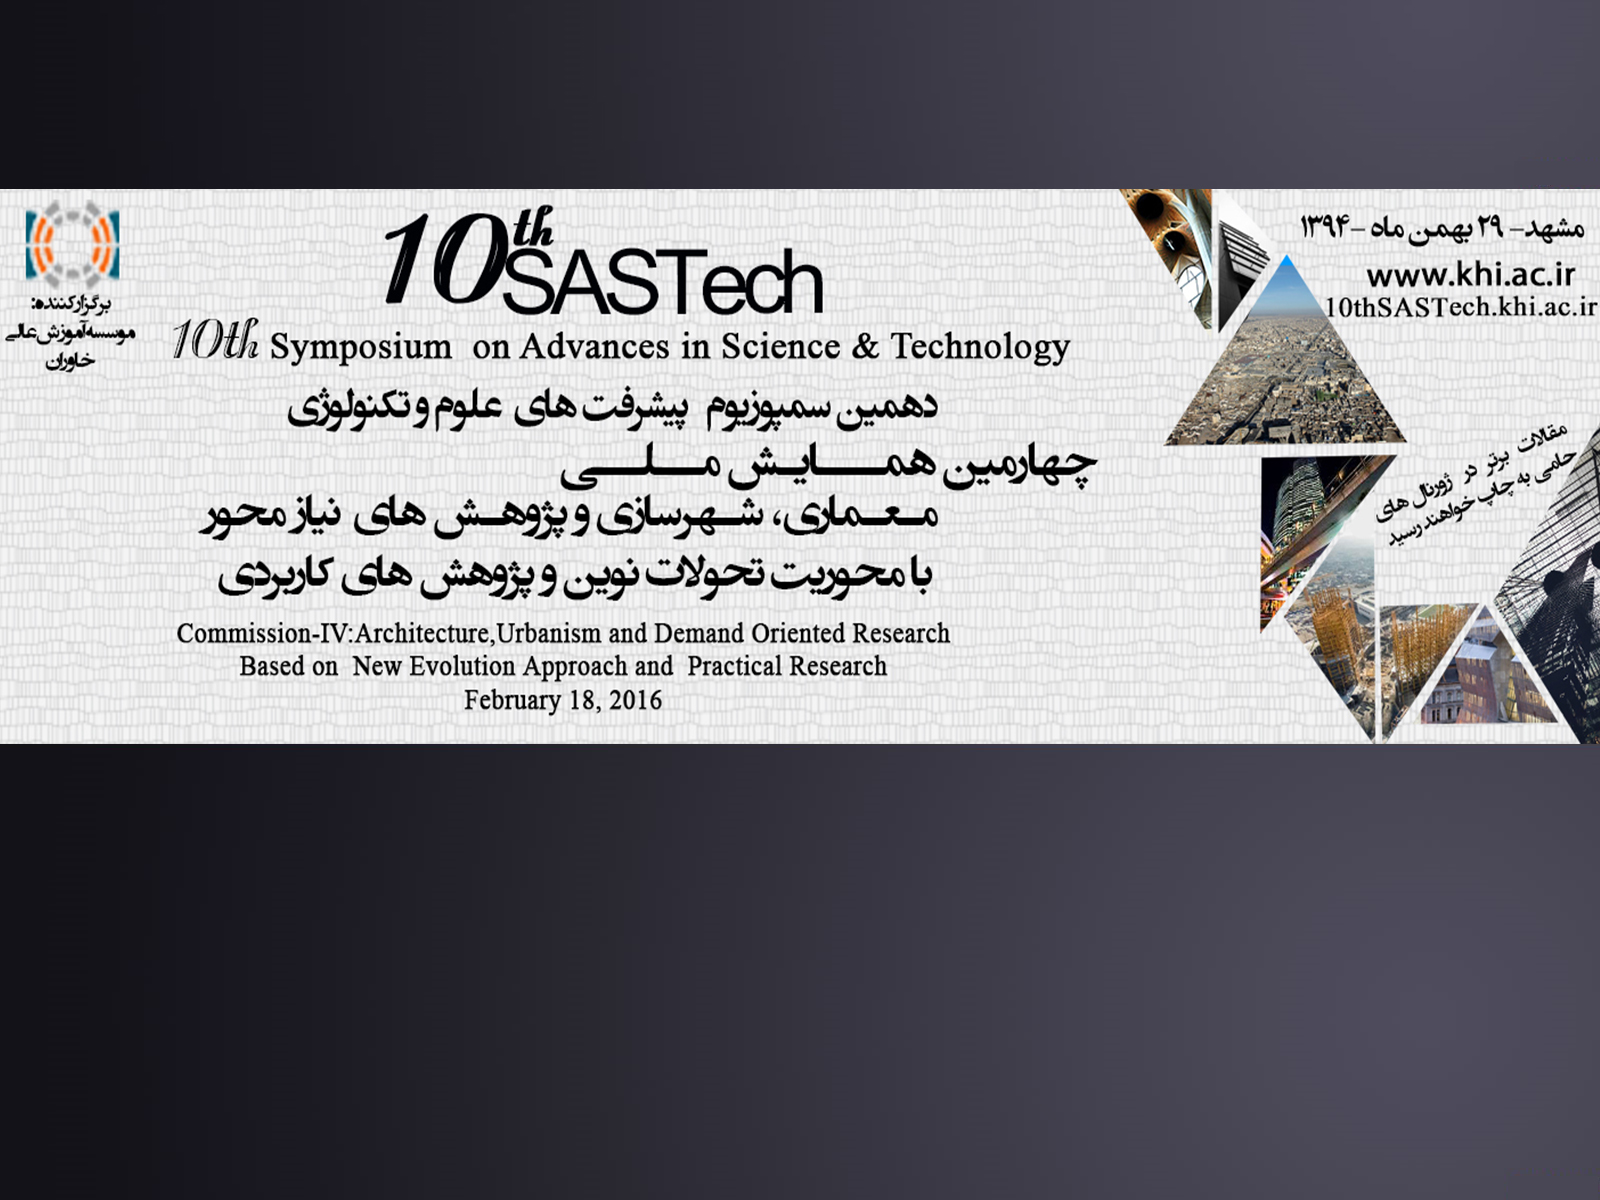 برگزارکننده:
موسسه‌آموزش‌عالی
خاوران
10th SASTech
10th Symposium on Advances in Science & Technology
دهمین سمپوزیوم پیشرفت های علوم و تکنولوژی
چهارمین همایش ملی
معماری، شهرسازی و پژوهش های نیاز محور
با محوریت تحولات نوین و پژوهش های کاربردی
Commission-IV:Architecture,Urbanism and Demand Oriented Research
Based on New Evolution Approach and Practical Research
February 18, 2016
مشهد- ۲۹ بهمن ماه -۱۳۹۴
www.khi.ac.ir
10thSASTech.khi.ac.ir
مقالات برتر در ژورنال های
حامی به چاپ خواهند رسید